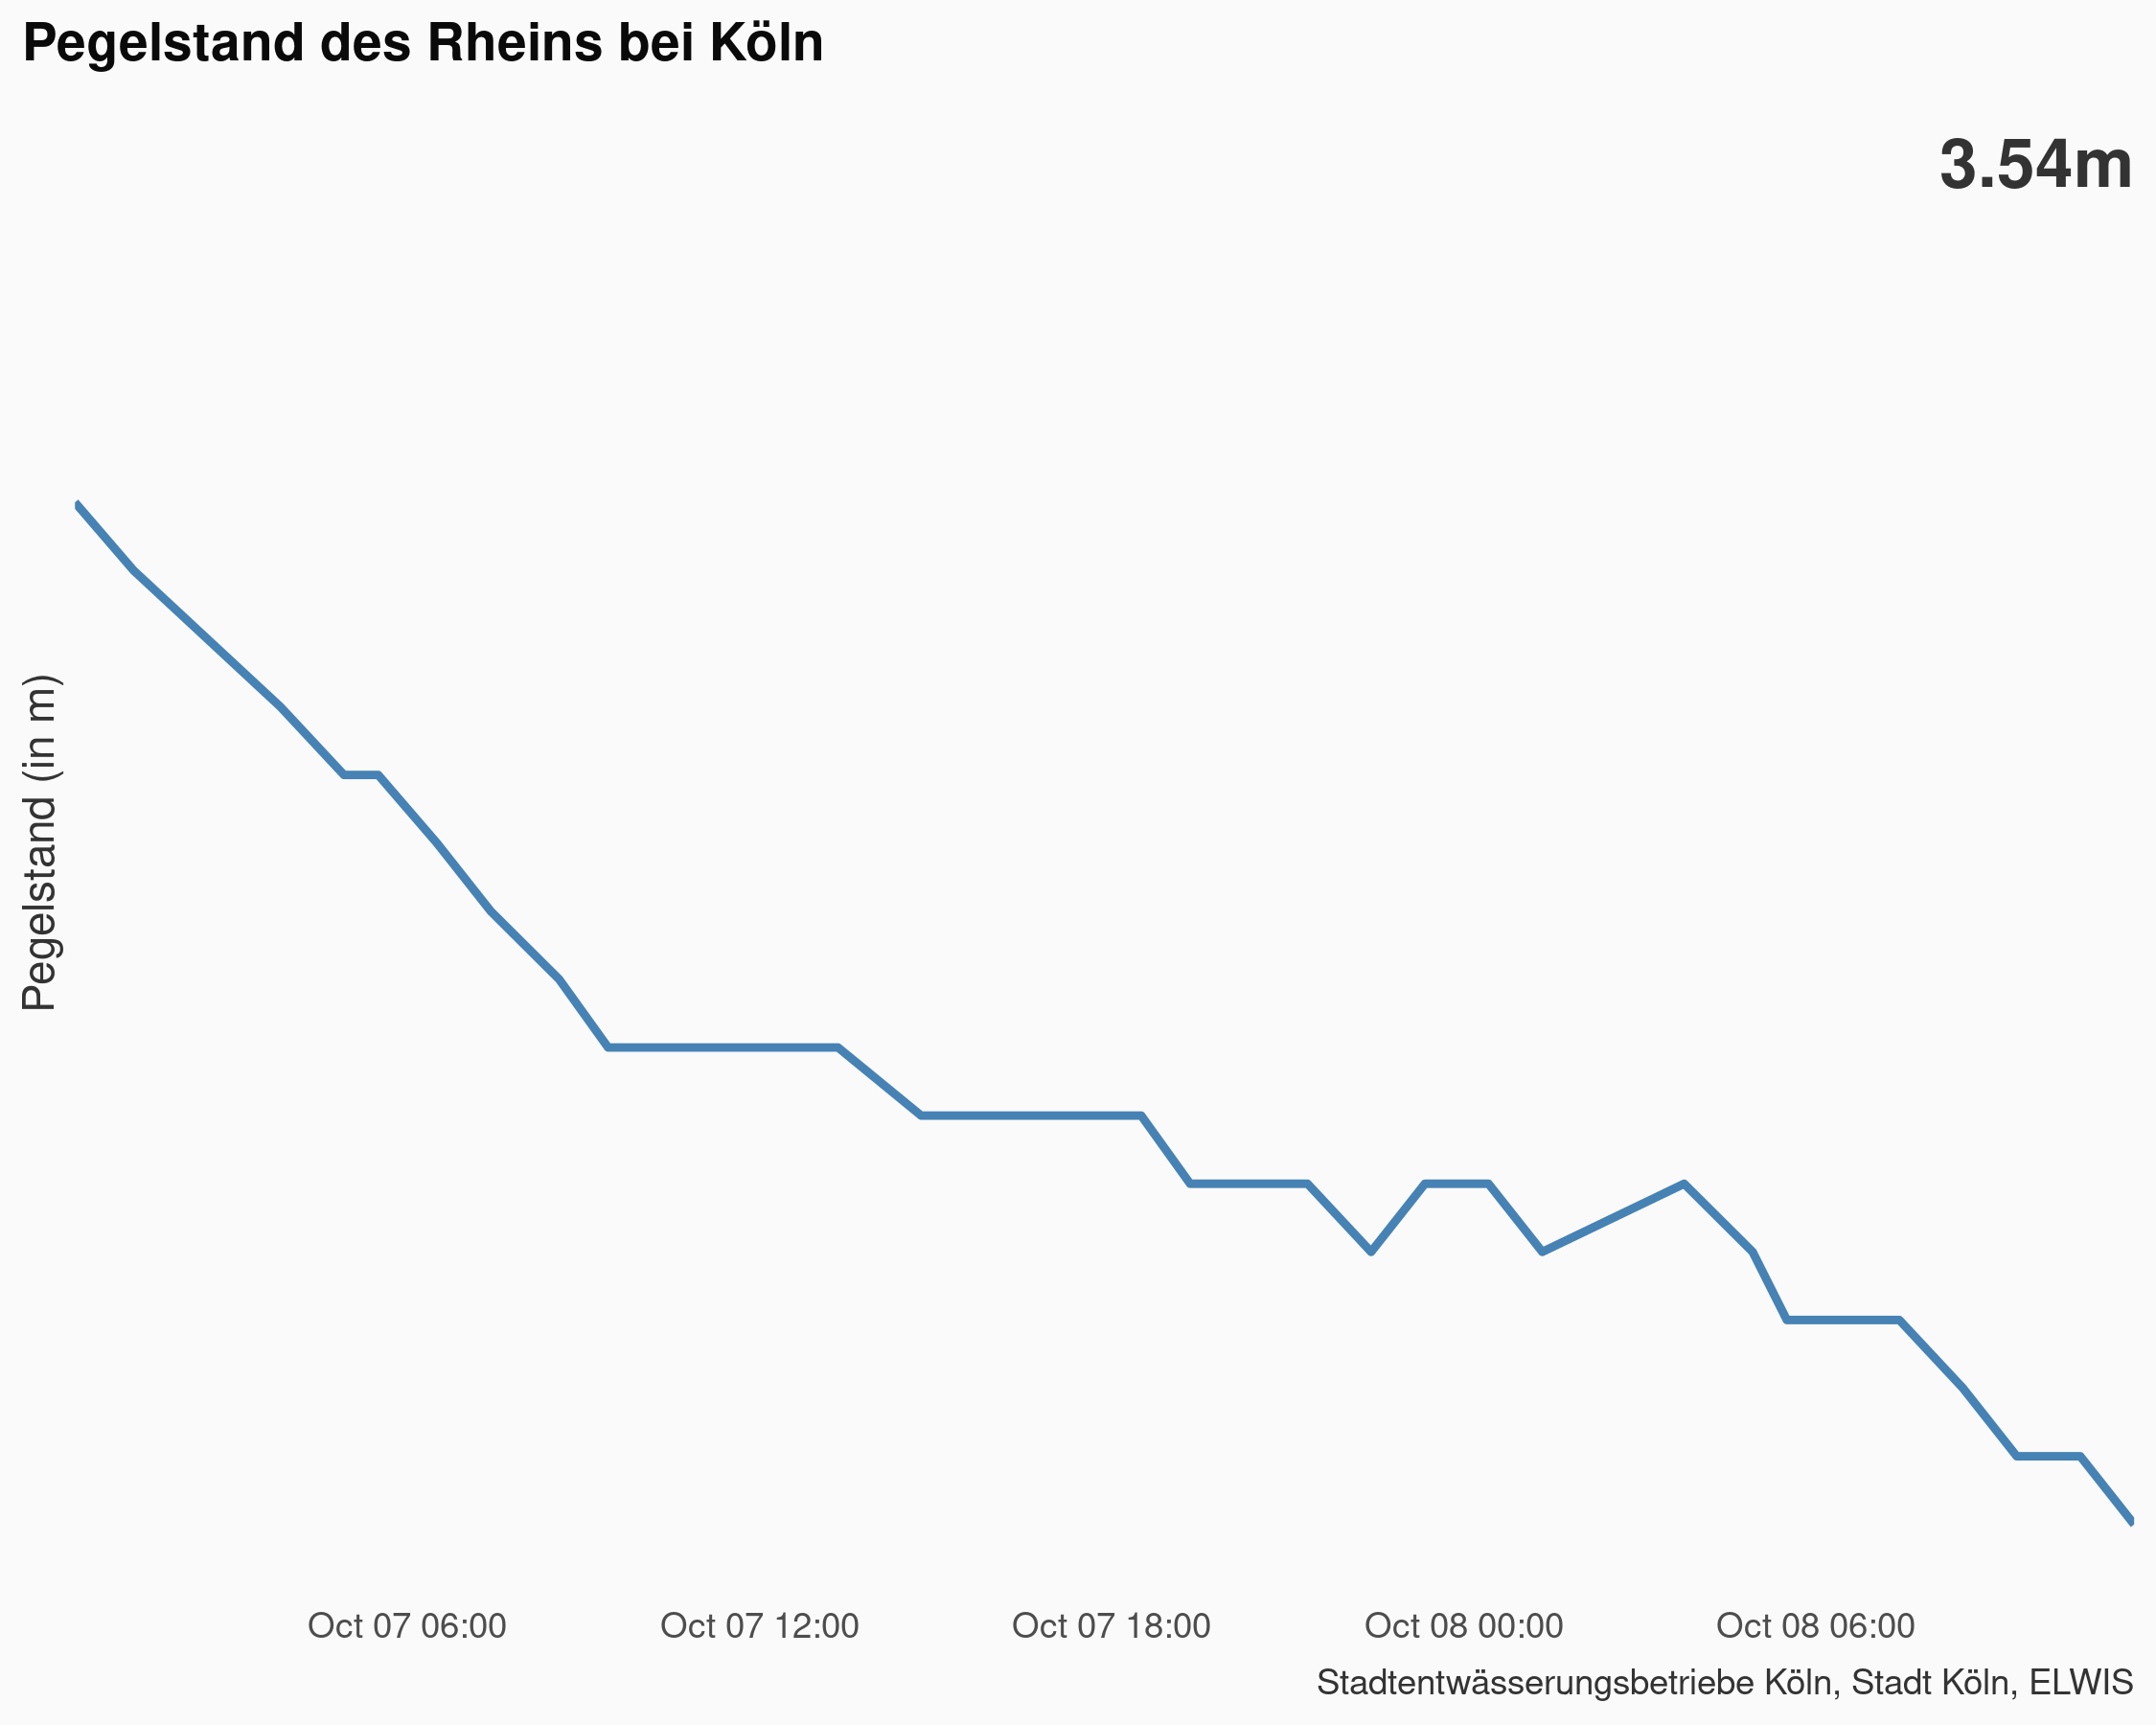 Pegelstand des Rheins bei Köln
3.54m
Pegelstand (in m)
Oct 07 06:00 Oct 07 12:00 Oct 07 18:00 Oct 08 00:00 Oct 08 06:00
Stadtentwässerungsbetriebe Köln, Stadt Köln, ELWIS